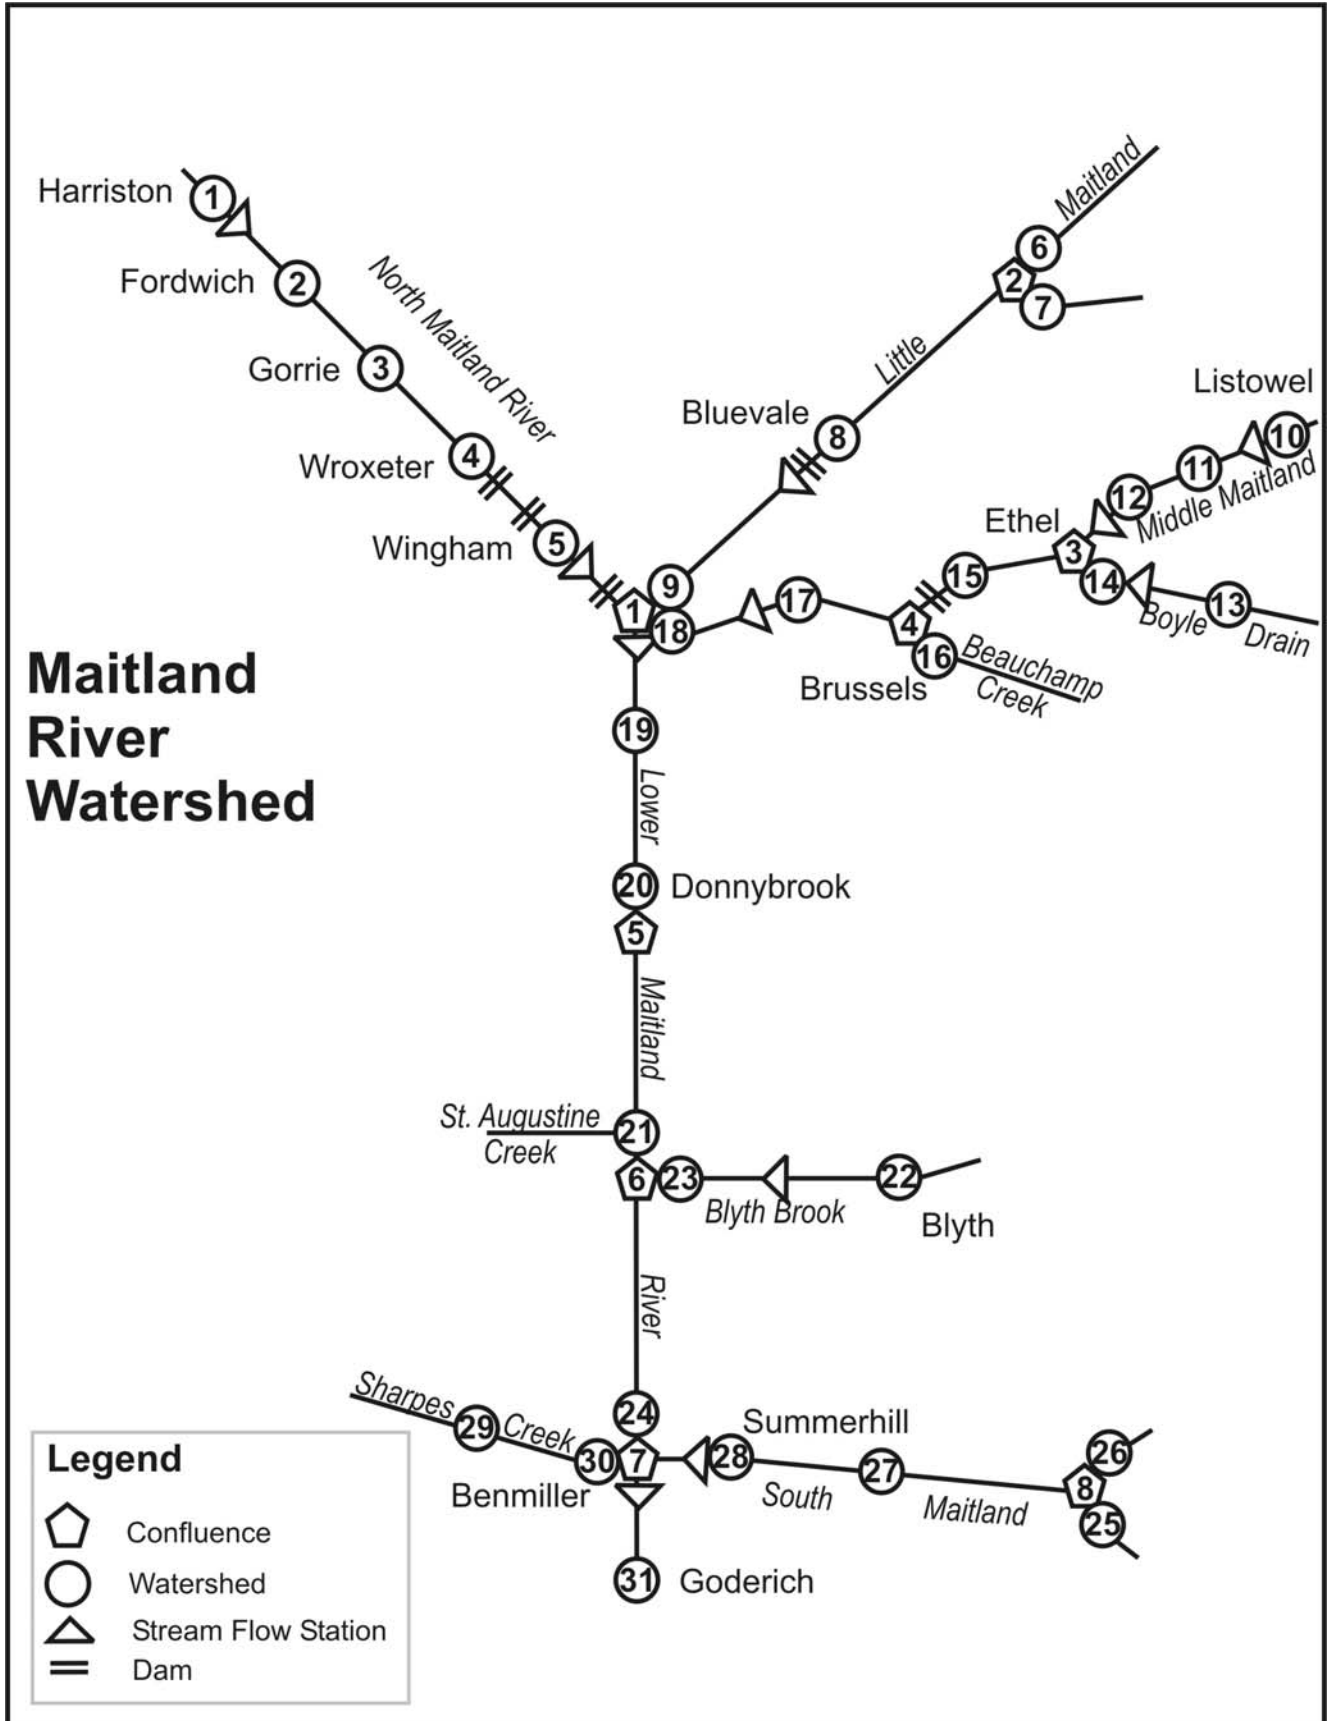 Maitland
Harriston
1
6
2
Fordwich
2
7
North Maitland River
Little
Gorrie
3
Listowel
Bluevale
8
10
Wroxeter
4
11
Middle Maitland
12
Ethel
Wingham
5
3
15
14
13
9
17
Boyle
Drain
1
18
4
16
Beauchamp
Creek
Brussels
Maitland
River
Watershed
19
Lower
20
Donnybrook
5
Maitland
St. Augustine
Creek
21
6
23
22
Blyth Brook
Blyth
River
Sharpes
29
Creek
24
30
7
28
Summerhill
27
26
8
25
South
Maitland
Benmiller
31
Goderich
Legend
Confluence
Watershed
Stream Flow Station
Dam